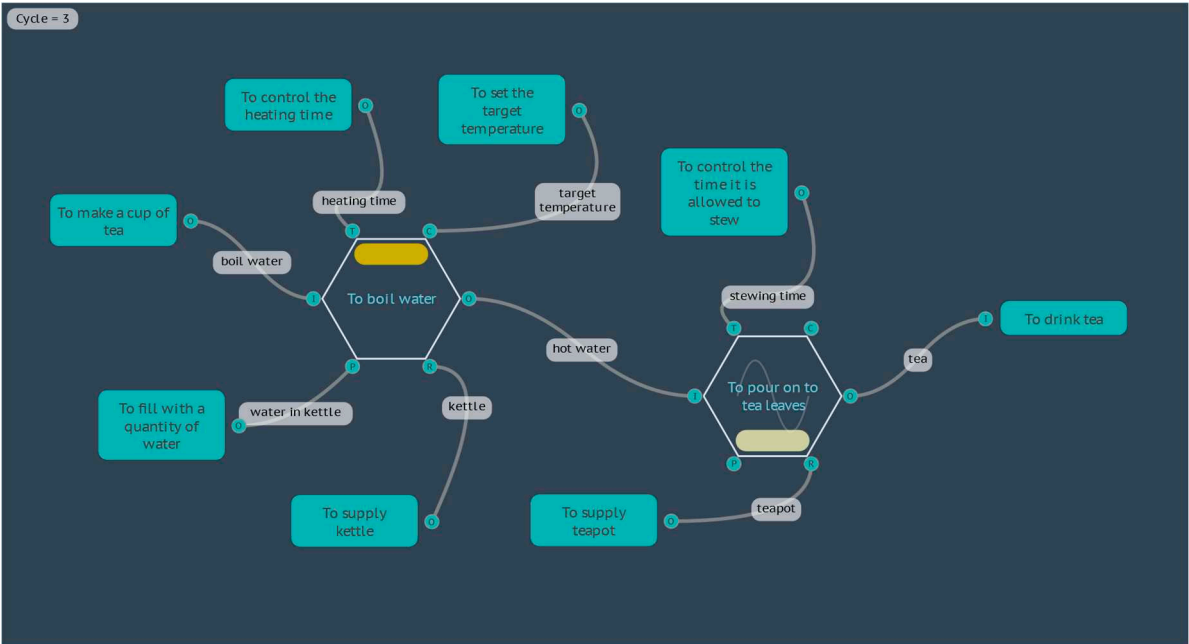 Cycle = 3
To control the
heating time
O
To set the
target
temperature
O
To control the
time it is
allowed to
stew
O
To make a cup of
tea
O
heating time
target
temperature
T
C
boil water
I
To boil water
O
stewing time
T
C
I
To drink tea
hot water
tea
P
R
I
To pour on to
tea leaves
O
To fill with a
quantity of
water
O
water in kettle
kettle
P
R
To supply
kettle
O
To supply
teapot
O
teapot